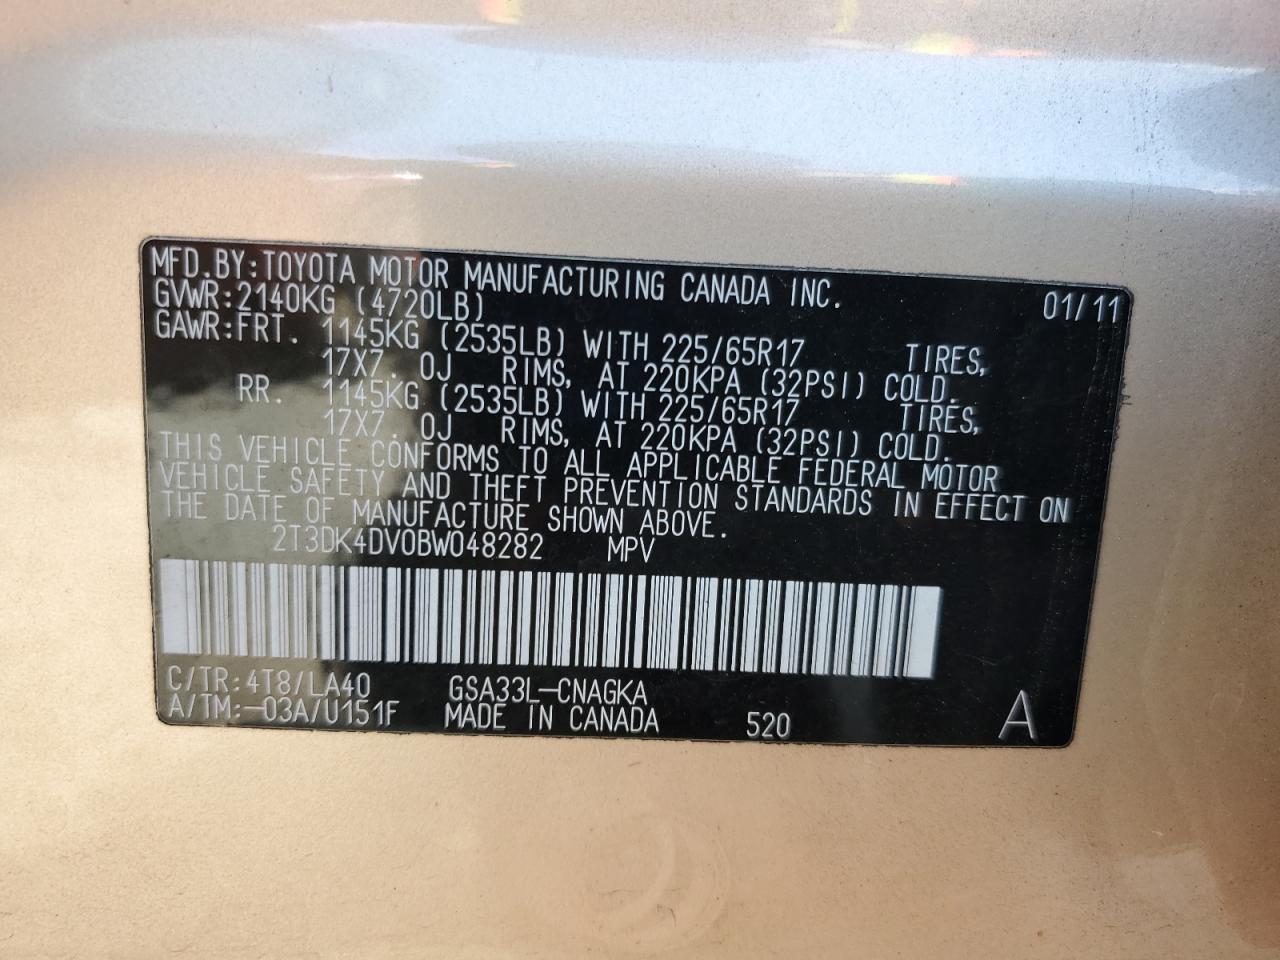 MFD.BY:TOYOTA MOTOR MANUFACTURING CANADA INC. 01/11
GVWR:2140KG (4720LB)
GAWR:FRT. 1145KG (2535LB) WITH 225/65R17 TIRES,
17X7.0J RIMS, AT 220KPA (32PSI) COLD.
RR. 1145KG (2535LB) WITH 225/65R17 TIRES,
17X7.0J RIMS, AT 220KPA (32PSI) COLD.
THIS VEHICLE CONFORMS TO ALL APPLICABLE FEDERAL MOTOR
VEHICLE SAFETY AND THEFT PREVENTION STANDARDS IN EFFECT ON
THE DATE OF MANUFACTURE SHOWN ABOVE.
2T3DK4DV0BW048282 MPV
C/TR:4T8/LA40 GSA33L-CNAGKA
A/TM:-03A/U151F MADE IN CANADA 520 A